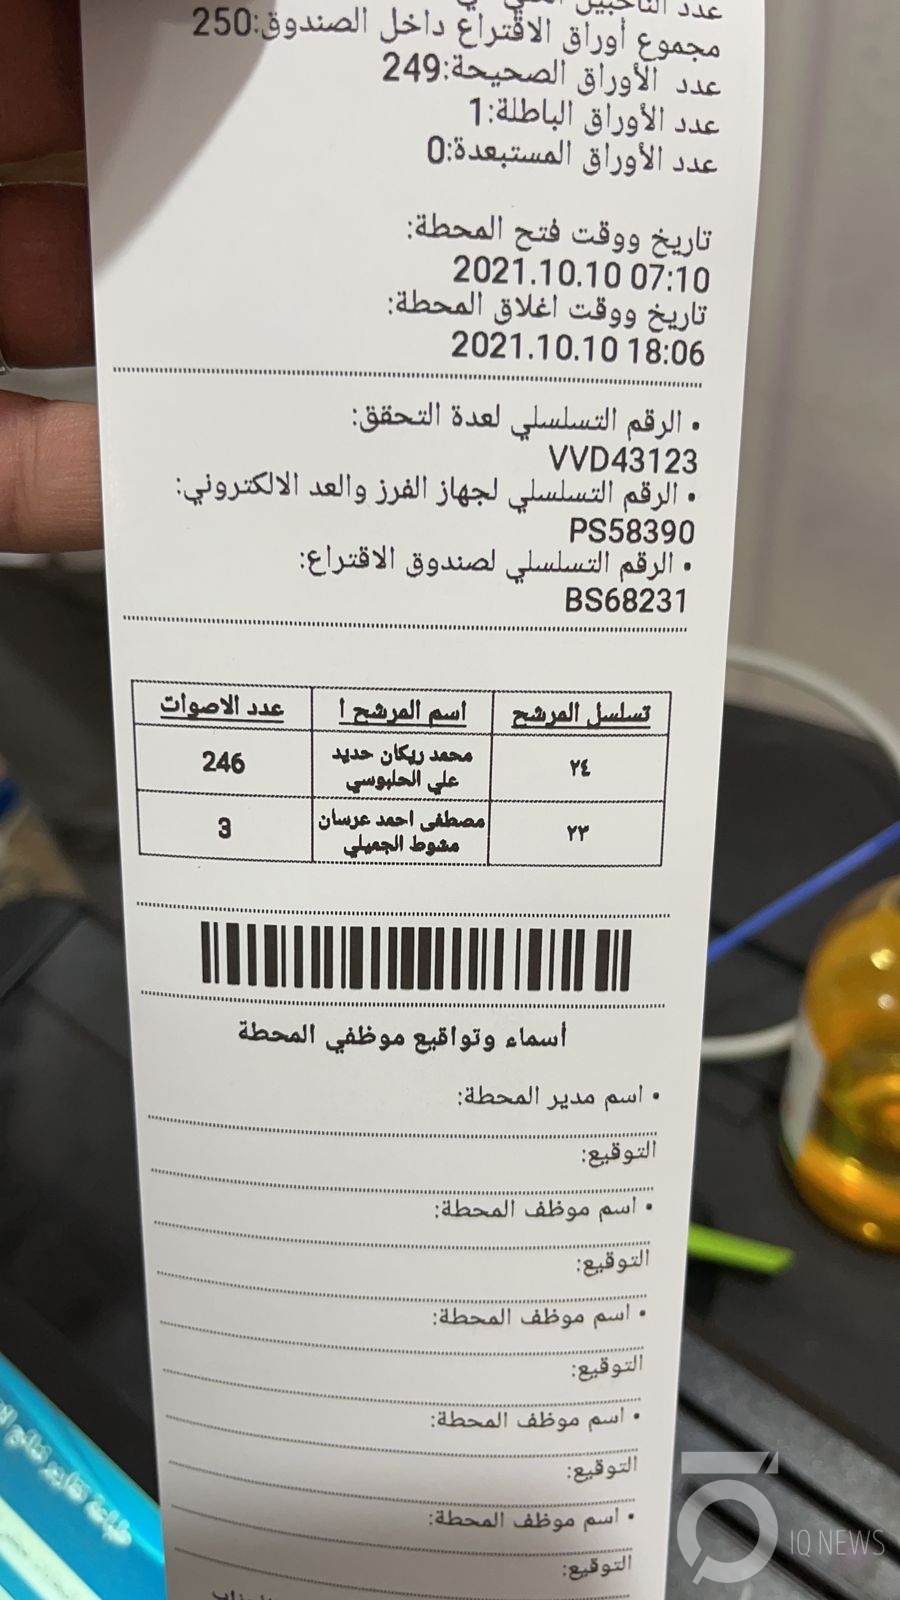 عدد الناخبين
مجموع أوراق الاقتراع داخل الصندوق:250
عدد الأوراق الصحيحة:249
عدد الأوراق الباطلة:1
عدد الأوراق المستبعدة:0
تاريخ ووقت فتح المحطة:
2021.10.10 07:10
تاريخ ووقت اغلاق المحطة:
2021.10.10 18:06
• الرقم التسلسلي لعدة التحقق:
VVD43123
• الرقم التسلسلي لجهاز الفرز والعد الالكتروني:
PS58390
• الرقم التسلسلي لصندوق الاقتراع:
BS68231
تسلسل المرشح اسم المرشح ا عدد الاصوات
٢٤ محمد ريكان حديد علي الحلبوسي 246
٢٣ مصطفى احمد عرسان مشوط الجميلي 3
أسماء وتواقيع موظفي المحطة
• اسم مدير المحطة:
التوقيع:
• اسم موظف المحطة:
التوقيع:
• اسم موظف المحطة:
التوقيع:
• اسم موظف المحطة:
التوقيع:
• اسم موظف المحطة:
التوقيع:
IQ NEWS